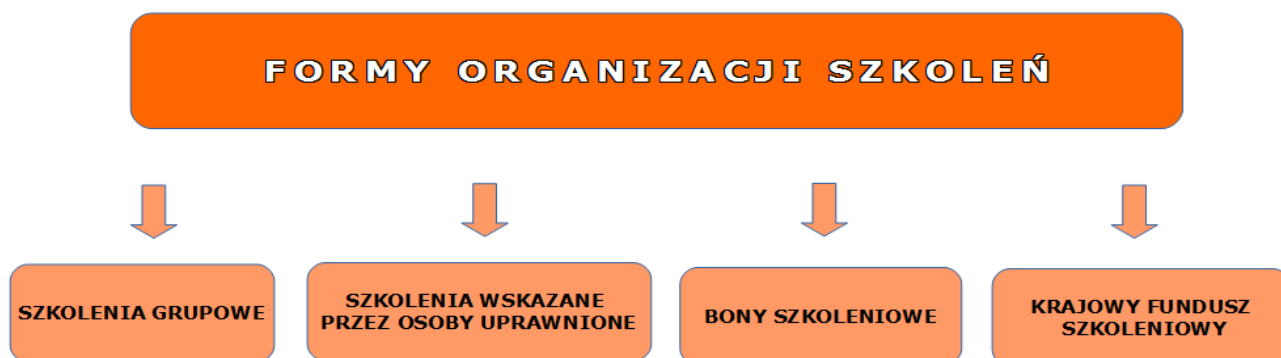 FORMY ORGANIZACJI SZKOLEŃ
SZKOLENIA GRUPOWE
SZKOLENIA WSKAZANE
PRZEZ OSOBY UPRAWNIONE
BONY SZKOLENIOWE
KRAJOWY FUNDUSZ
SZKOLENIOWY